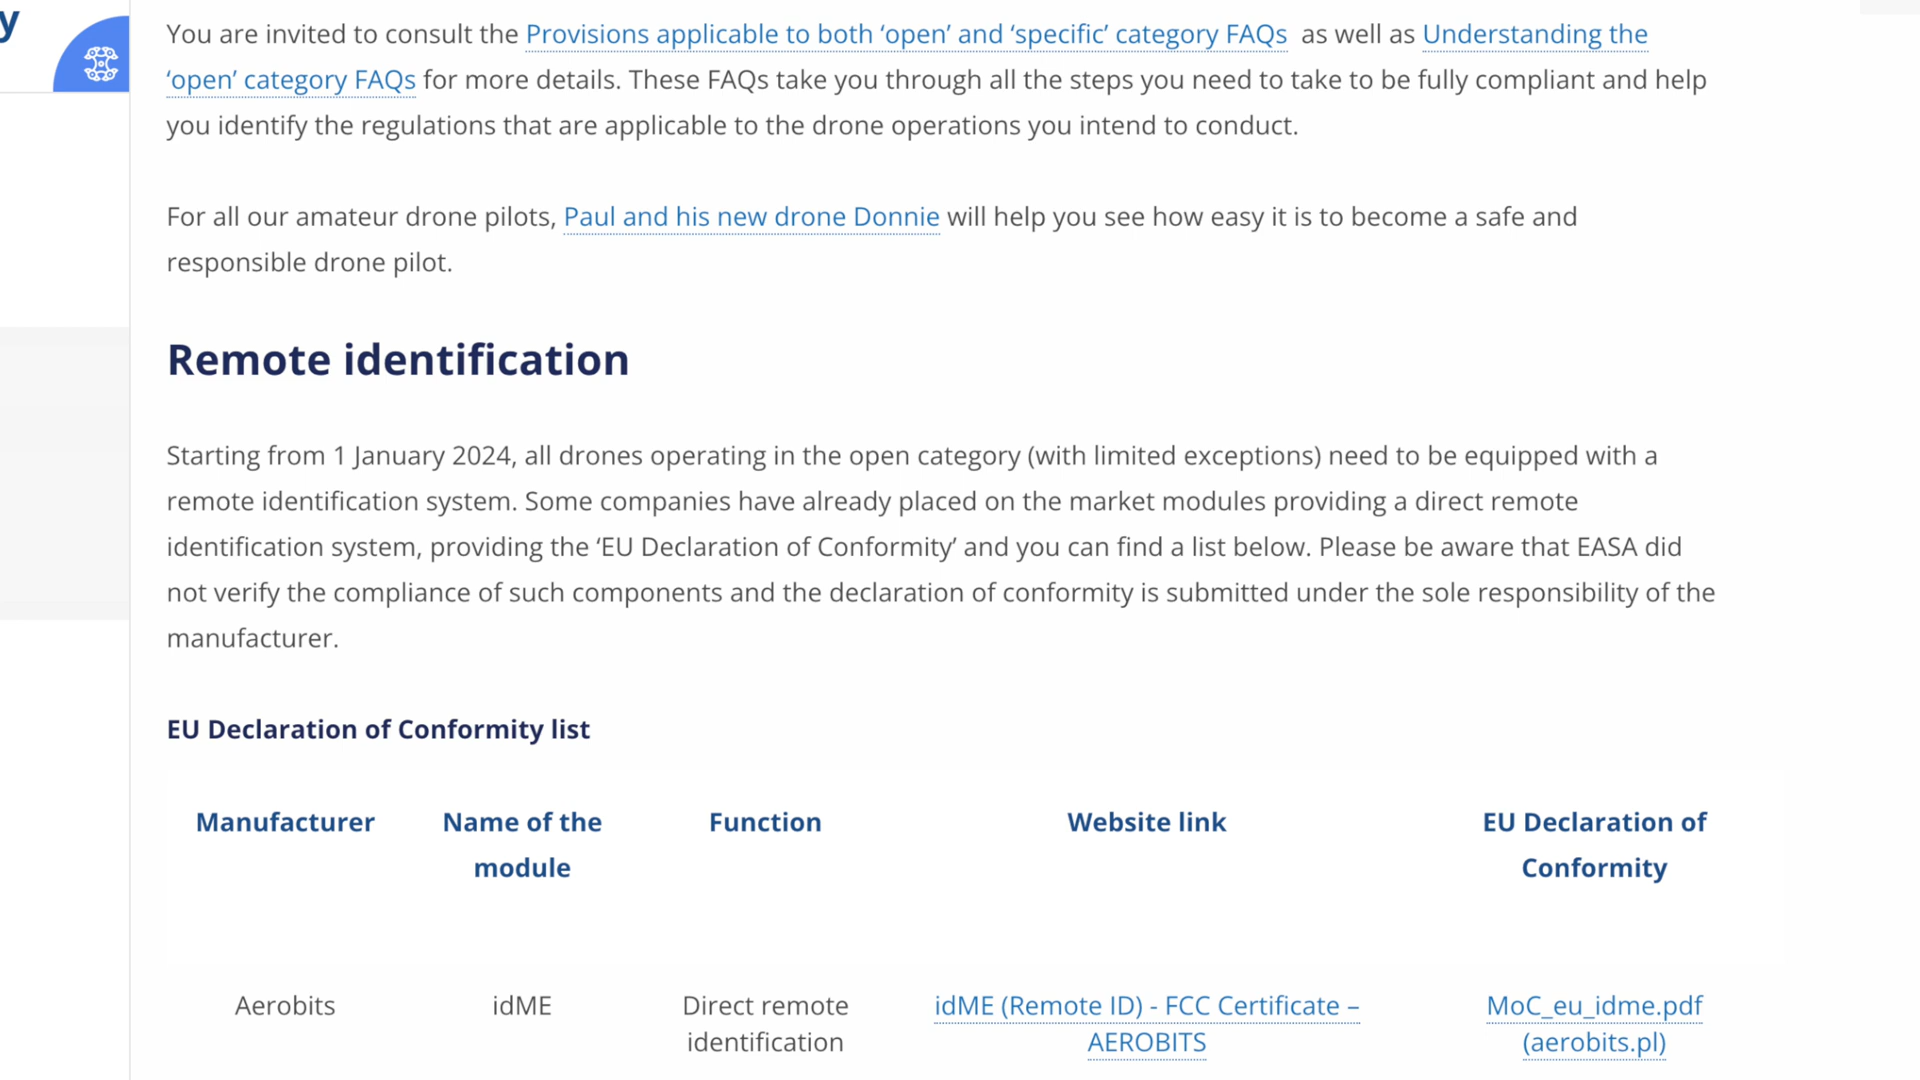 y
You are invited to consult the Provisions applicable to both ‘open’ and ‘specific’ category FAQs as well as Understanding the
‘open’ category FAQs for more details. These FAQs take you through all the steps you need to take to be fully compliant and help
you identify the regulations that are applicable to the drone operations you intend to conduct.
For all our amateur drone pilots, Paul and his new drone Donnie will help you see how easy it is to become a safe and
responsible drone pilot.
Remote identification
Starting from 1 January 2024, all drones operating in the open category (with limited exceptions) need to be equipped with a
remote identification system. Some companies have already placed on the market modules providing a direct remote
identification system, providing the ‘EU Declaration of Conformity’ and you can find a list below. Please be aware that EASA did
not verify the compliance of such components and the declaration of conformity is submitted under the sole responsibility of the
manufacturer.
EU Declaration of Conformity list
Manufacturer Name of the module Function Website link EU Declaration of Conformity
Aerobits idME Direct remote identification idME (Remote ID) - FCC Certificate – AEROBITS MoC_eu_idme.pdf (aerobits.pl)